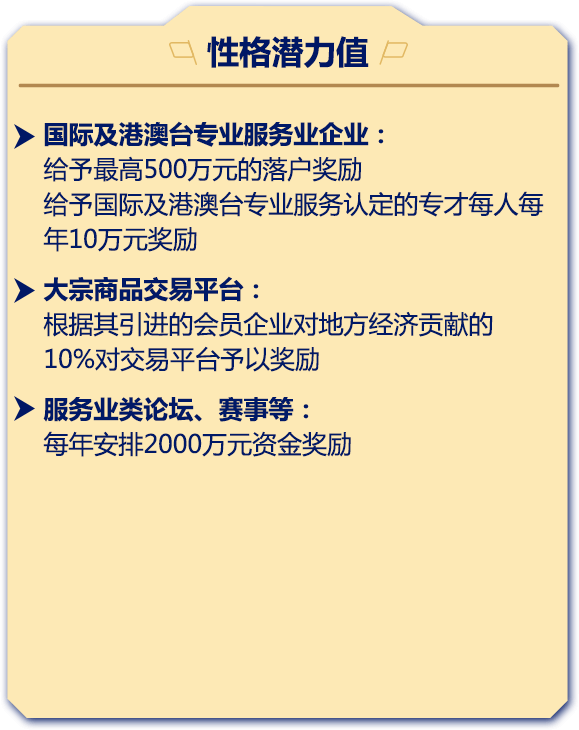 性格潜力值
国际及港澳台专业服务业企业：
给予最高500万元的落户奖励
给予国际及港澳台专业服务认定的专才每人每
年10万元奖励
大宗商品交易平台：
根据其引进的会员企业对地方经济贡献的
10%对交易平台予以奖励
服务业类论坛、赛事等：
每年安排2000万元资金奖励